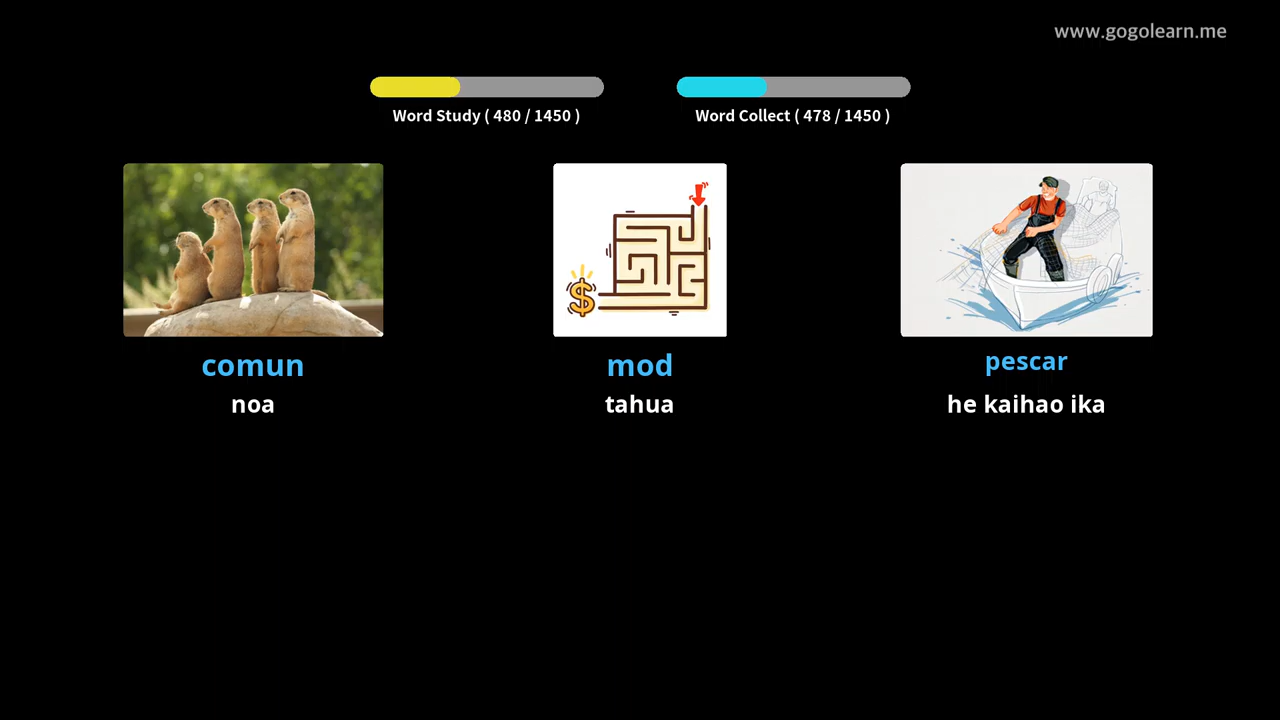 www.gogolearn.me
Word Study ( 480 / 1450 )
Word Collect ( 478 / 1450 )
comun
mod
pescar
noa
tahua
he kaihao ika